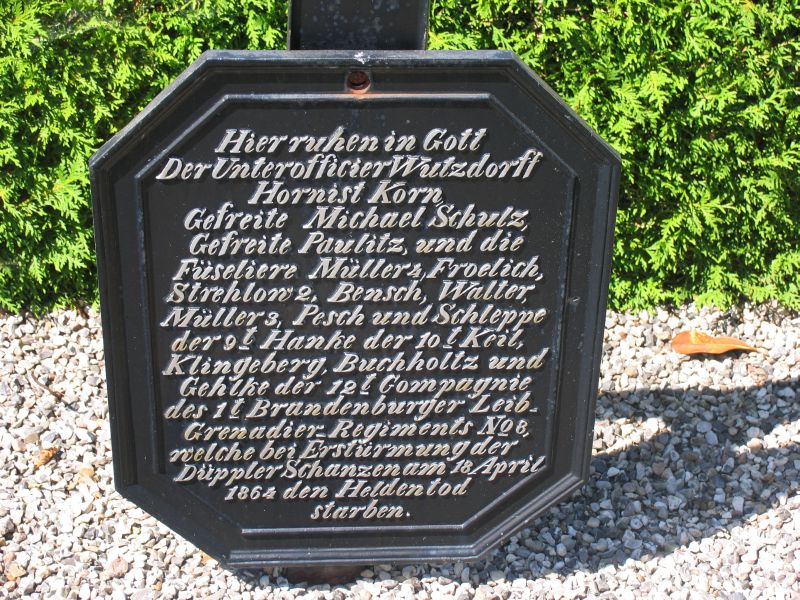 Hier ruhen in Gott
Der Unterofficier Wutzdorff
Hornist Korn,
Gefreite Michael Schulz,
Gefreite Paulitz, und die
Füseliere Müller 4, Froelich,
Strehlow 2, Bensch, Walter,
Müller 3, Pesch und Schleppe
der 9t Hanke der 10t Keil,
Klingeberg, Buchholtz und
Gehlke der 12t Compagnie
des 1t Brandenburger Leib-
Grenadier-Regiments No 8,
welche bei Erstürmung der
Düppler Schanzen am 18. April
1864 den Heldentod
starben.